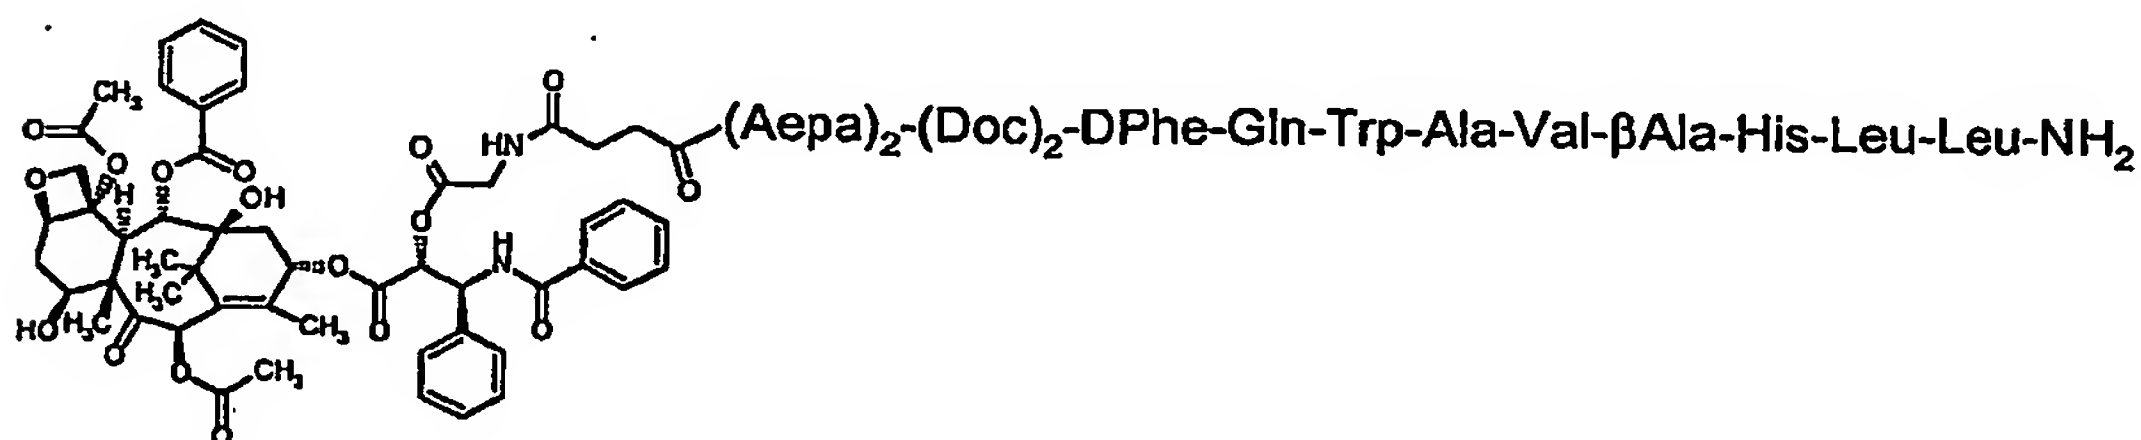 O
CH₃
(Aepa)₂-(Doc)₂-DPhe-Gln-Trp-Ala-Val-βAla-His-Leu-Leu-NH₂
O
O
HN
O
O
O
O
O
H
O
OH
O
H
N
H₃C
O
H₃C
HO
H₃C
CH₃
O
O
O
O
CH₃
O